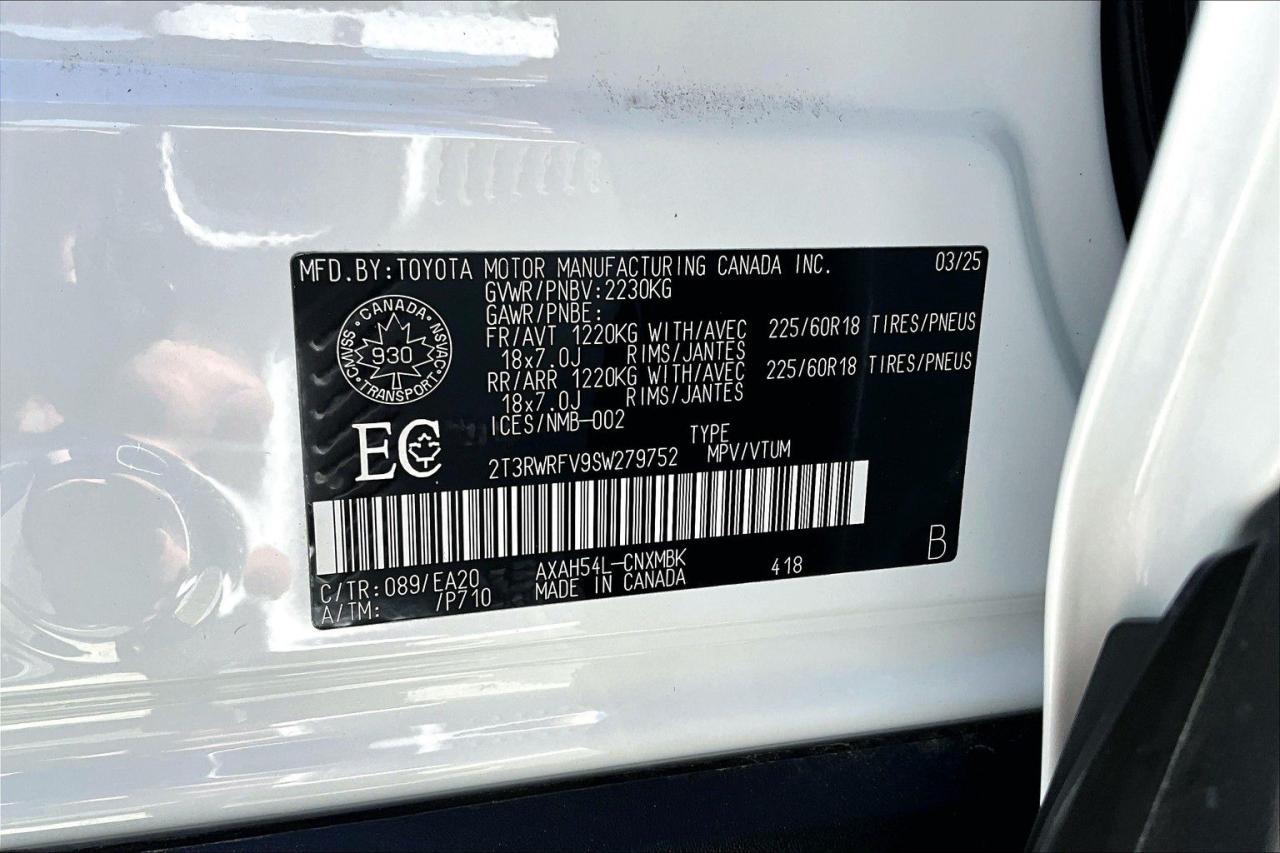 MFD.BY:TOYOTA MOTOR MANUFACTURING CANADA INC. 03/25
GVWR/PNBV:2230KG
GAWR/PNBE:
FR/AVT 1220KG WITH/AVEC 225/60R18 TIRES/PNEUS
18x7.0J RIMS/JANTES
RR/ARR 1220KG WITH/AVEC 225/60R18 TIRES/PNEUS
18x7.0J RIMS/JANTES
ICES/NMB-002
CANADA
CMVSS 930 NSVAC
TRANSPORT
EC
TYPE
2T3RWRFV9SW279752 MPV/VTUM
C/TR: 089/EA20 AXAH54L-CNXMBK 418 B
A/TM: /P710 MADE IN CANADA